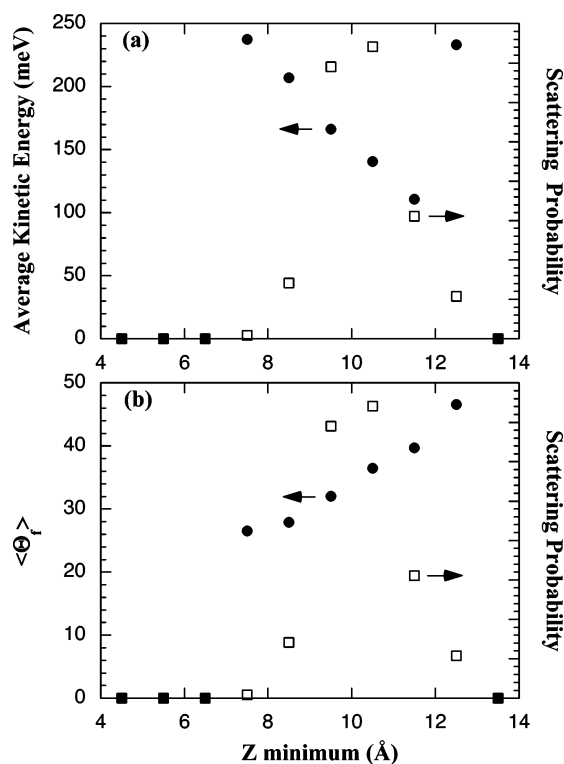 (a)
Average Kinetic Energy (meV)
250
200
150
100
50
0
Scattering Probability
4 6 8 10 12 14
(b)
<Θf>
50
40
30
20
10
0
Scattering Probability
4 6 8 10 12 14
Z minimum (Å)